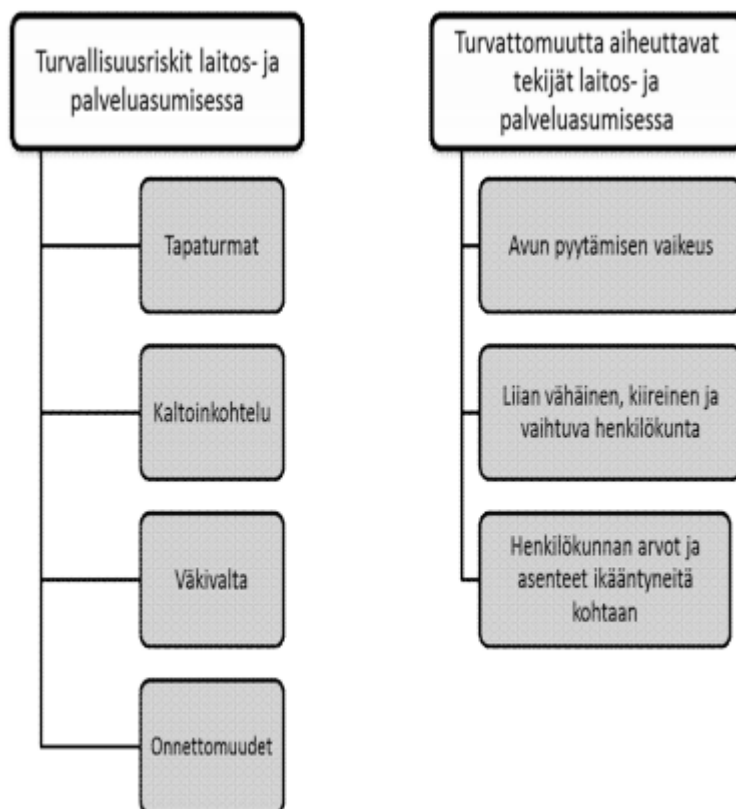 Turvallisuusriskit laitos- ja
palveluasumisessa
Tapaturmat
Kaltoinkohtelu
Väkivalta
Onnettomuudet
Turvattomuutta aiheuttavat
tekijät laitos- ja
palveluasumisessa
Avun pyytämisen vaikeus
Liian vähäinen, kiireinen ja
vaihtuva henkilökunta
Henkilökunnan arvot ja
asenteet ikääntyneitä
kohtaan